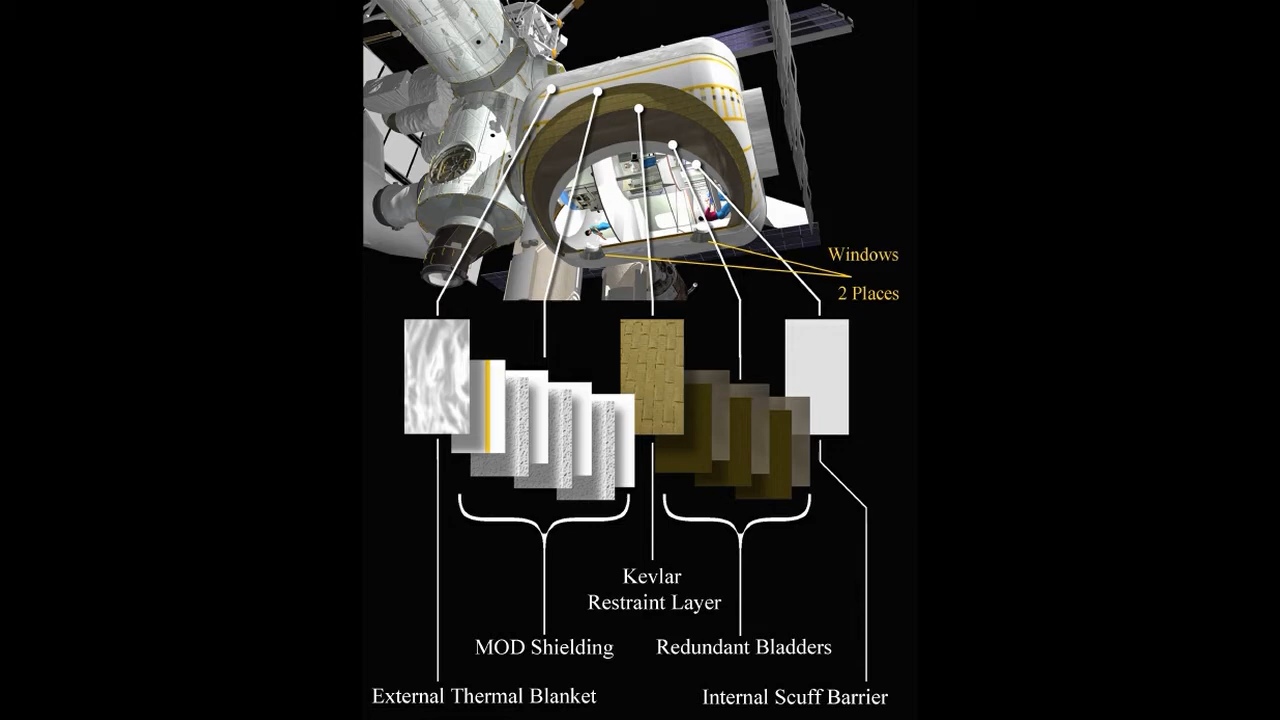 Windows
2 Places
Kevlar
Restraint Layer
MOD Shielding
Redundant Bladders
External Thermal Blanket
Internal Scuff Barrier